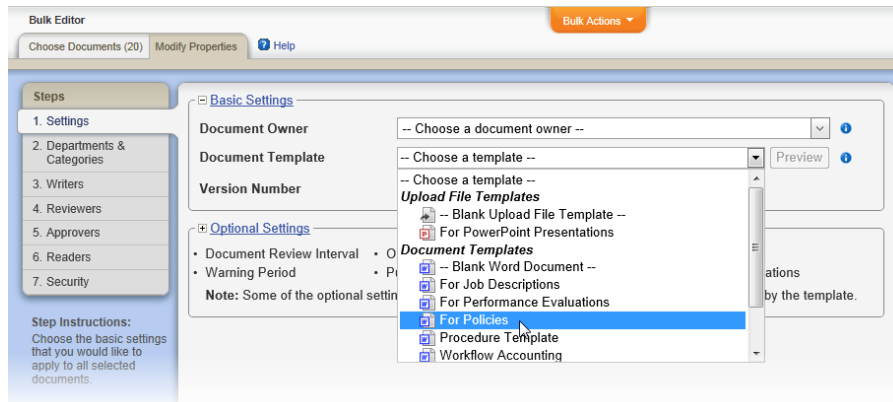 Bulk Editor
Bulk Actions
Choose Documents (20)
Modify Properties
Help
Steps
1. Settings
2. Departments &
Categories
3. Writers
4. Reviewers
5. Approvers
6. Readers
7. Security
Step Instructions:
Choose the basic settings
that you would like to
apply to all selected
documents.
Basic Settings
Document Owner
-- Choose a document owner --
Document Template
-- Choose a template --
Preview
Version Number
-- Choose a template --
Upload File Templates
-- Blank Upload File Template --
For PowerPoint Presentations
Document Templates
-- Blank Word Document --
For Job Descriptions
For Performance Evaluations
For Policies
Procedure Template
Workflow Accounting
Optional Settings
• Document Review Interval
• Warning Period
Note: Some of the optional by the template.